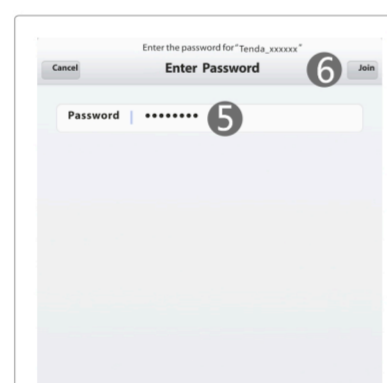 Enter the password for "Tenda_xxxxxx"
Cancel Enter Password 6 Join
Password •••••••• 5